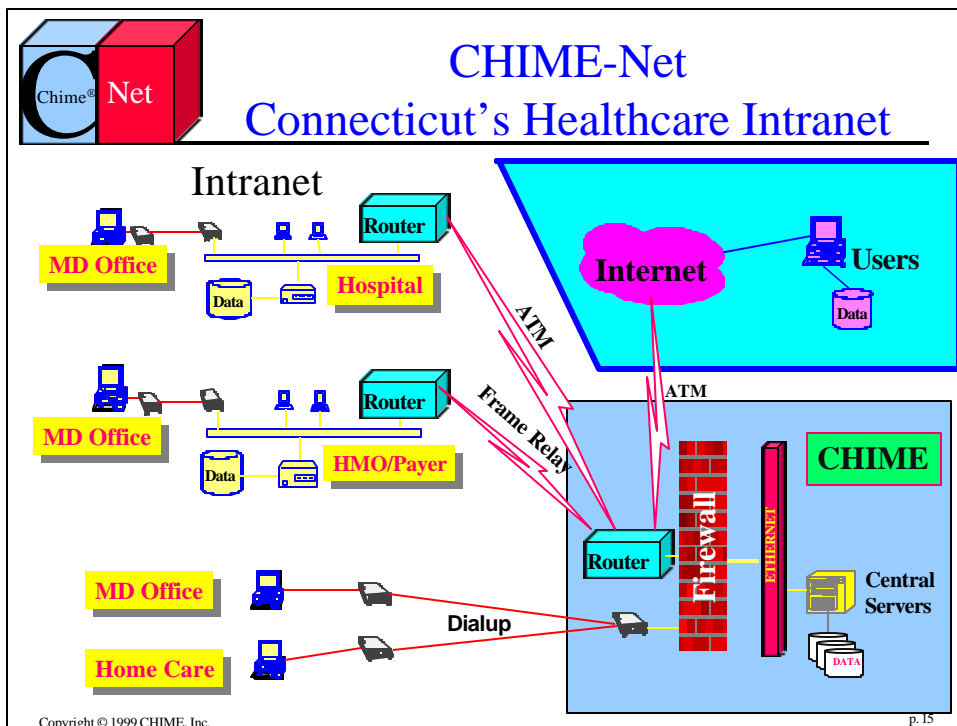 Chime® Net
CHIME-Net
Connecticut's Healthcare Intranet
Intranet
Router
MD Office
Hospital
Data
ATM
Internet
Users
Data
Router
MD Office
HMO/Payer
Data
Frame Relay
ATM
CHIME
Firewall
ETHERNET
Router
Central
Servers
DATA
MD Office
Dialup
Home Care
Copyright © 1999 CHIME, Inc.
p. 15